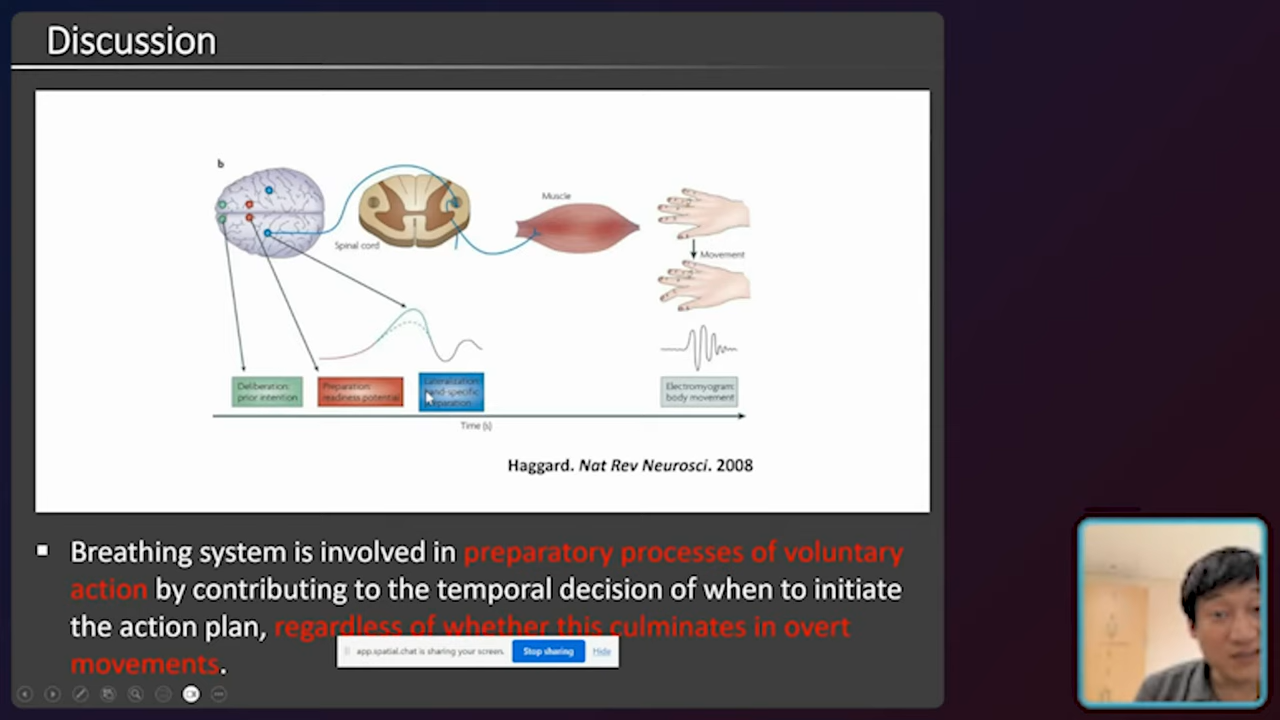 Discussion
b
Spinal cord
Muscle
Movement
Deliberation:
prior intention
Preparation:
readiness potential
Lateralization:
hand-specific
preparation
Electromyogram:
body movement
Time (s)
Haggard. Nat Rev Neurosci. 2008
Breathing system is involved in preparatory processes of voluntary
action by contributing to the temporal decision of when to initiate
the action plan, regardless of whether this culminates in overt
movements.
app.spatial.chat is sharing your screen.
Stop sharing
Hide